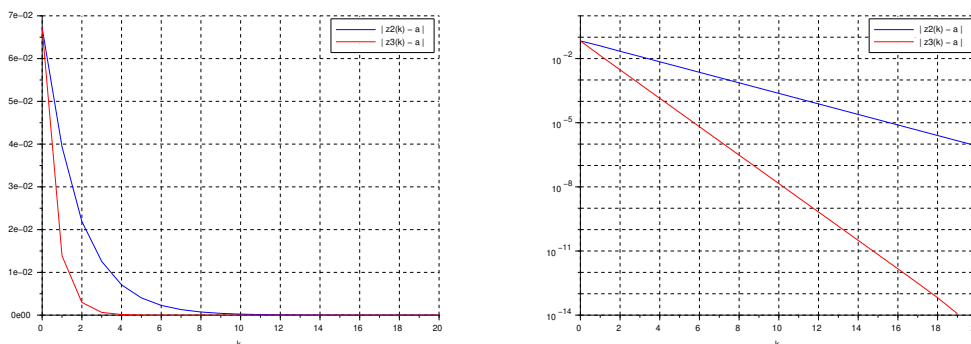 7e−02
6e−02
5e−02
4e−02
3e−02
2e−02
1e−02
0e00
0 2 4 6 8 10 12 14 16 18 20
| z2(k) − a |
| z3(k) − a |
10−2
10−5
10−8
10−11
10−14
0 2 4 6 8 10 12 14 16 18
| z2(k) − a |
| z3(k) − a |